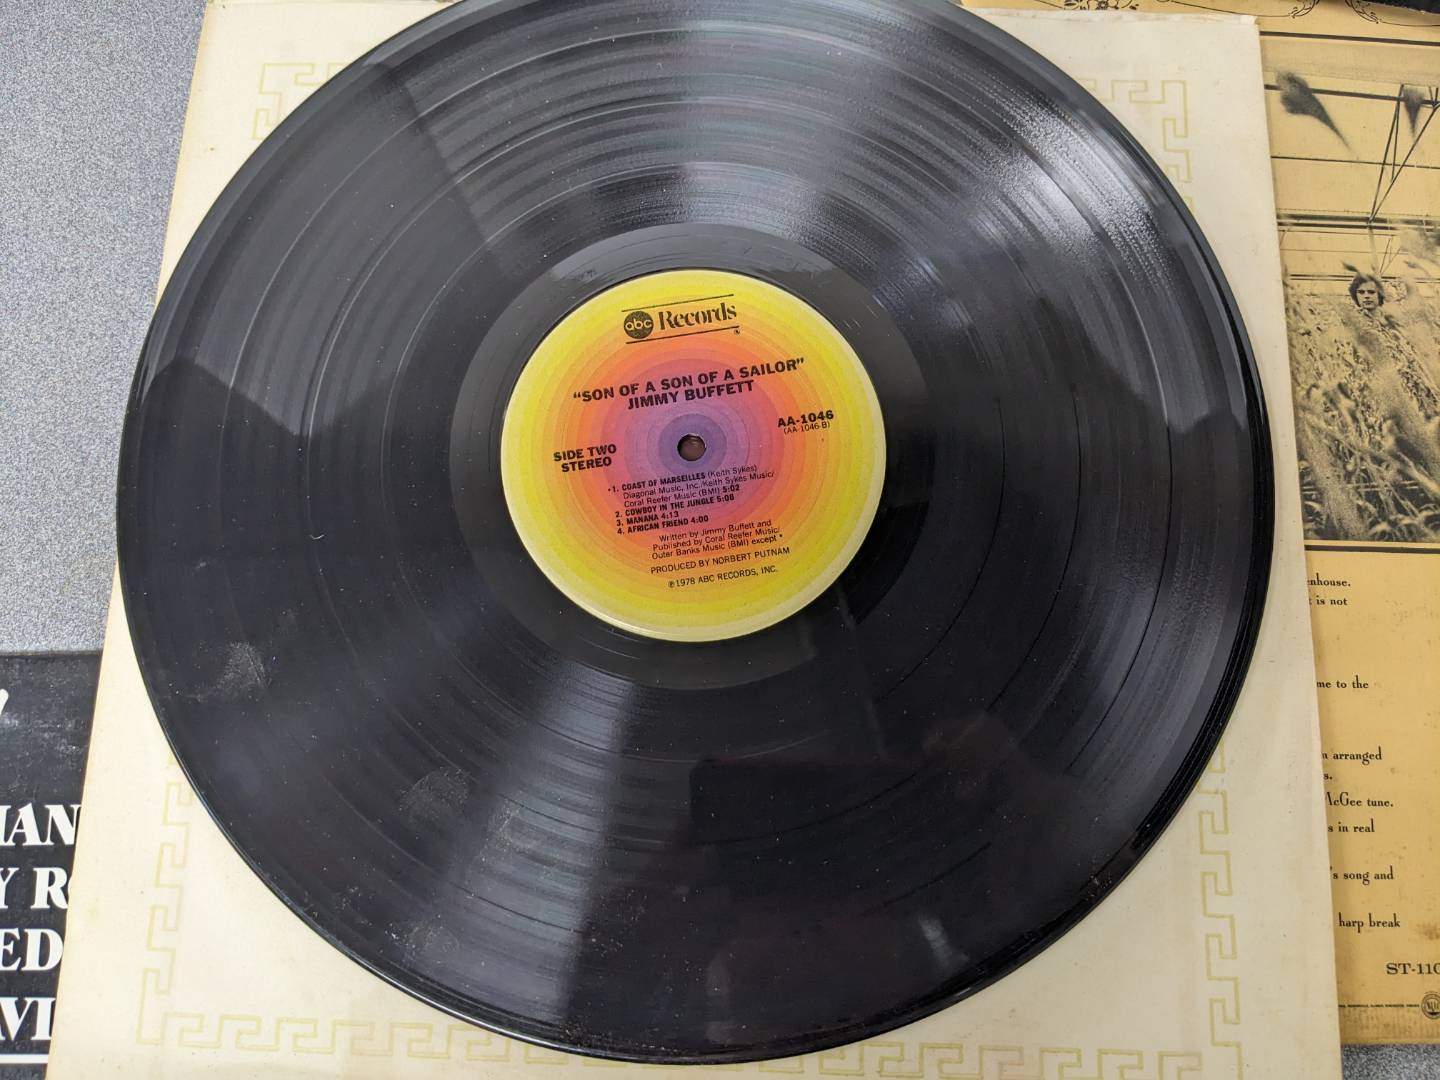 abc Records
"SON OF A SON OF A SAILOR"
JIMMY BUFFETT
AA-1046
(AA-1046-B)
SIDE TWO
STEREO
•1. COAST OF MARSEILLES (Keith Sykes)
Diagonal Music, Inc./Keith Sykes Music/
Coral Reefer Music (BMI) 5:02
2. COWBOY IN THE JUNGLE 5:08
3. MANANA 4:13
4. AFRICAN FRIEND 4:00
Written by Jimmy Buffett and
Published by Coral Reefer Music/
Outer Banks Music (BMI) except •
PRODUCED BY NORBERT PUTNAM
℗1978 ABC RECORDS, INC.
enhouse.
is not
me to the
arranged
s.
McGee tune.
s in real
's song and
harp break
ST-110
IAN
Y R
ED